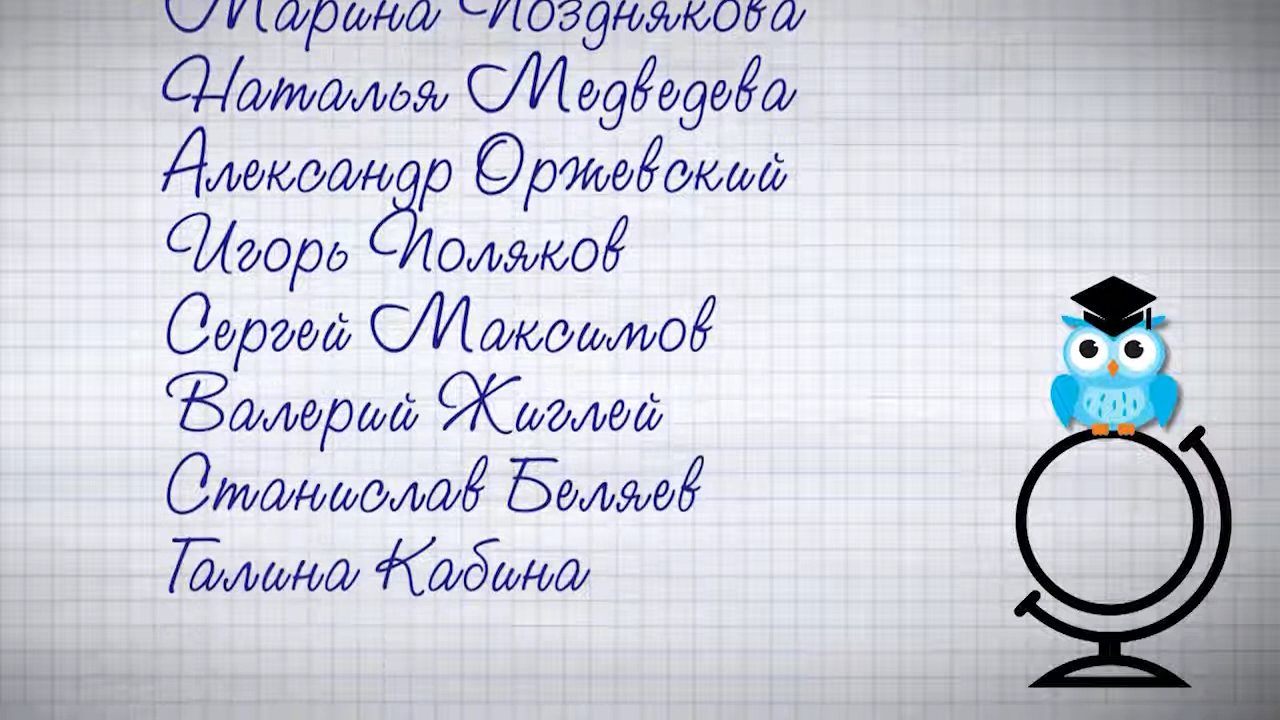 Марина Позднякова
Наталья Медведева
Александр Оржевский
Игорь Поляков
Сергей Максимов
Валерий Жиглей
Станислав Беляев
Галина Кабина